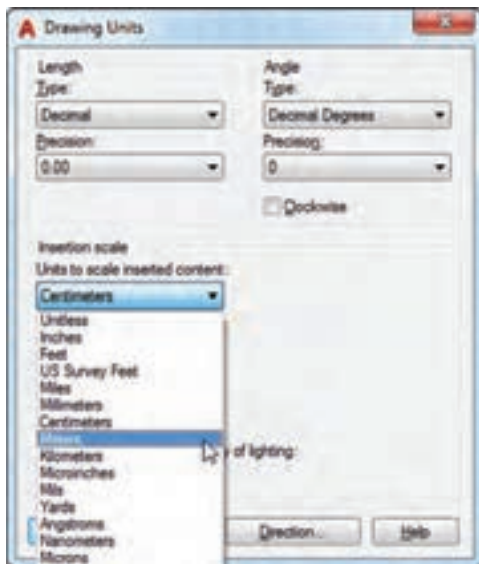 A Drawing Units
Length
Type:
Decimal
Precision:
0.00
Angle
Type:
Decimal Degrees
Precision:
0
Clockwise
Insertion scale
Units to scale inserted content:
Centimeters
Unitless
Inches
Feet
US Survey Feet
Miles
Millimeters
Centimeters
Meters
Kilometers
Microinches
Mils
Yards
Angstroms
Nanometers
Microns
y of lighting:
Direction...
Help